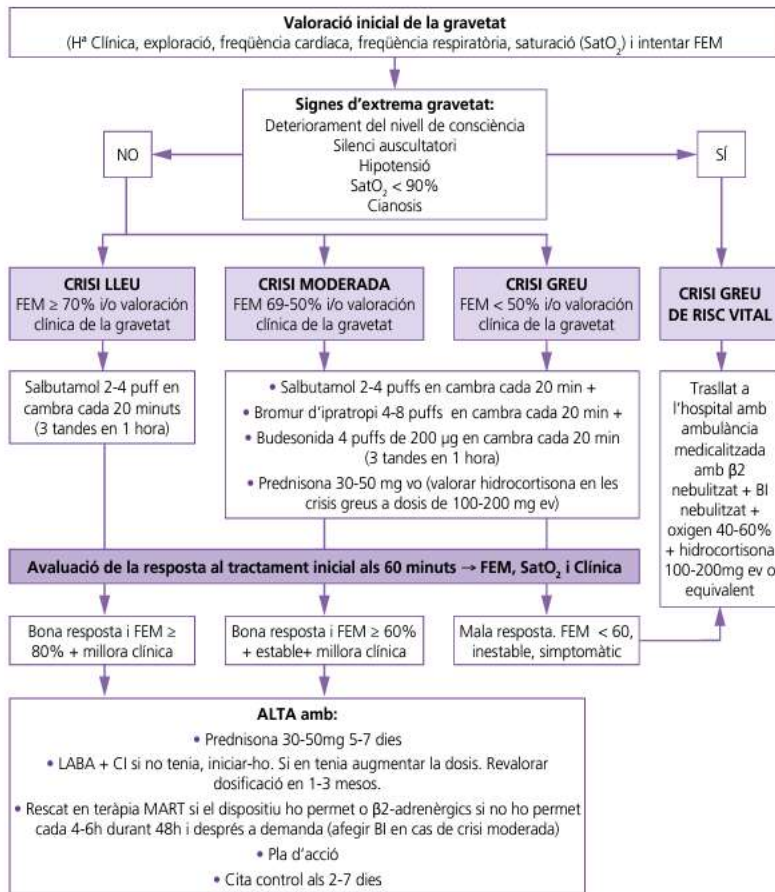 Valoració inicial de la gravetat
(Hª Clínica, exploració, freqüència cardíaca, freqüència respiratòria, saturació (SatO₂) i intentar FEM
Signes d'extrema gravetat:
Deteriorament del nivell de consciència
Silenci auscultatori
Hipotensió
SatO₂ < 90%
Cianosis
NO
SÍ
CRISI LLEU
FEM ≥ 70% i/o valoración
clínica de la gravetat
CRISI MODERADA
FEM 69-50% i/o valoración
clínica de la gravetat
CRISI GREU
FEM < 50% i/o valoración
clínica de la gravetat
CRISI GREU
DE RISC VITAL
Salbutamol 2-4 puff en
cambra cada 20 minuts
(3 tandes en 1 hora)
• Salbutamol 2-4 puffs en cambra cada 20 min +
• Bromur d'ipratropi 4-8 puffs en cambra cada 20 min +
• Budesonida 4 puffs de 200 µg en cambra cada 20 min
(3 tandes en 1 hora)
• Prednisona 30-50 mg vo (valorar hidrocortisona en les
crisis greus a dosis de 100-200 mg ev)
Trasllat a
l'hospital amb
ambulància
medicalitzada
amb β2
nebulitzat + BI
nebulitzat +
oxigen 40-60%
+ hidrocortisona
100-200mg ev o
equivalent
Avaluació de la resposta al tractament inicial als 60 minuts → FEM, SatO₂ i Clínica
Bona resposta i FEM ≥
80% + millora clínica
Bona resposta i FEM ≥ 60%
+ estable+ millora clínica
Mala resposta. FEM < 60,
inestable, simptomàtic
ALTA amb:
• Prednisona 30-50mg 5-7 dies
• LABA + CI si no tenia, iniciar-ho. Si en tenia augmentar la dosis. Revalorar
dosificació en 1-3 mesos.
• Rescat en teràpia MART si el dispositiu ho permet o β2-adrenèrgics si no ho permet
cada 4-6h durant 48h i després a demanda (afegir BI en cas de crisi moderada)
• Pla d'acció
• Cita control als 2-7 dies